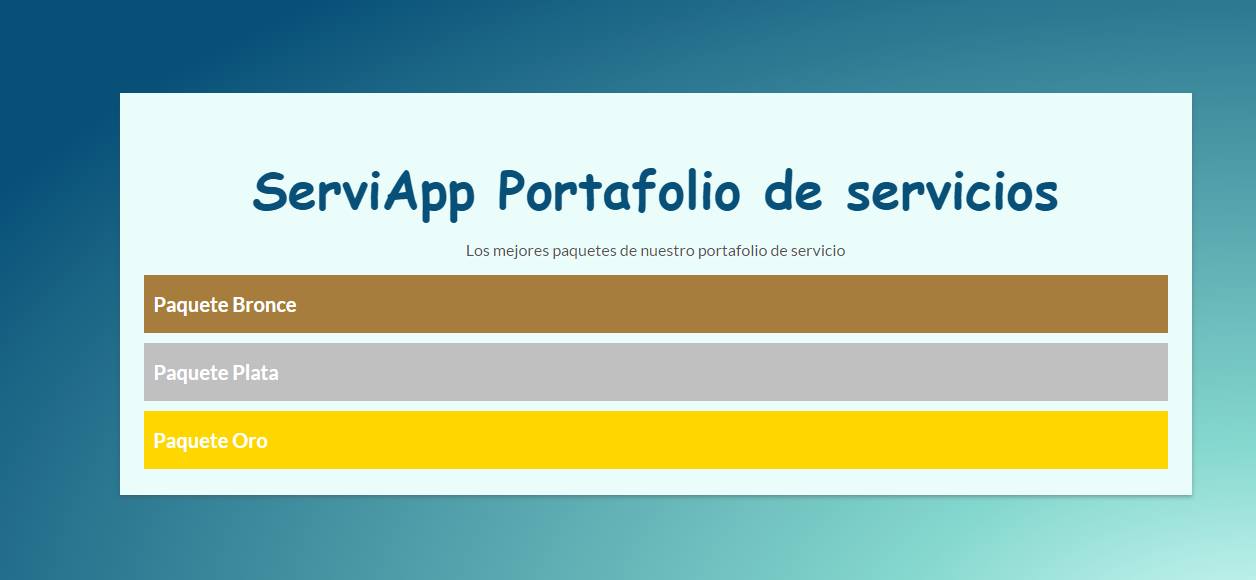 ServiApp Portafolio de servicios
Los mejores paquetes de nuestro portafolio de servicio
Paquete Bronce
Paquete Plata
Paquete Oro